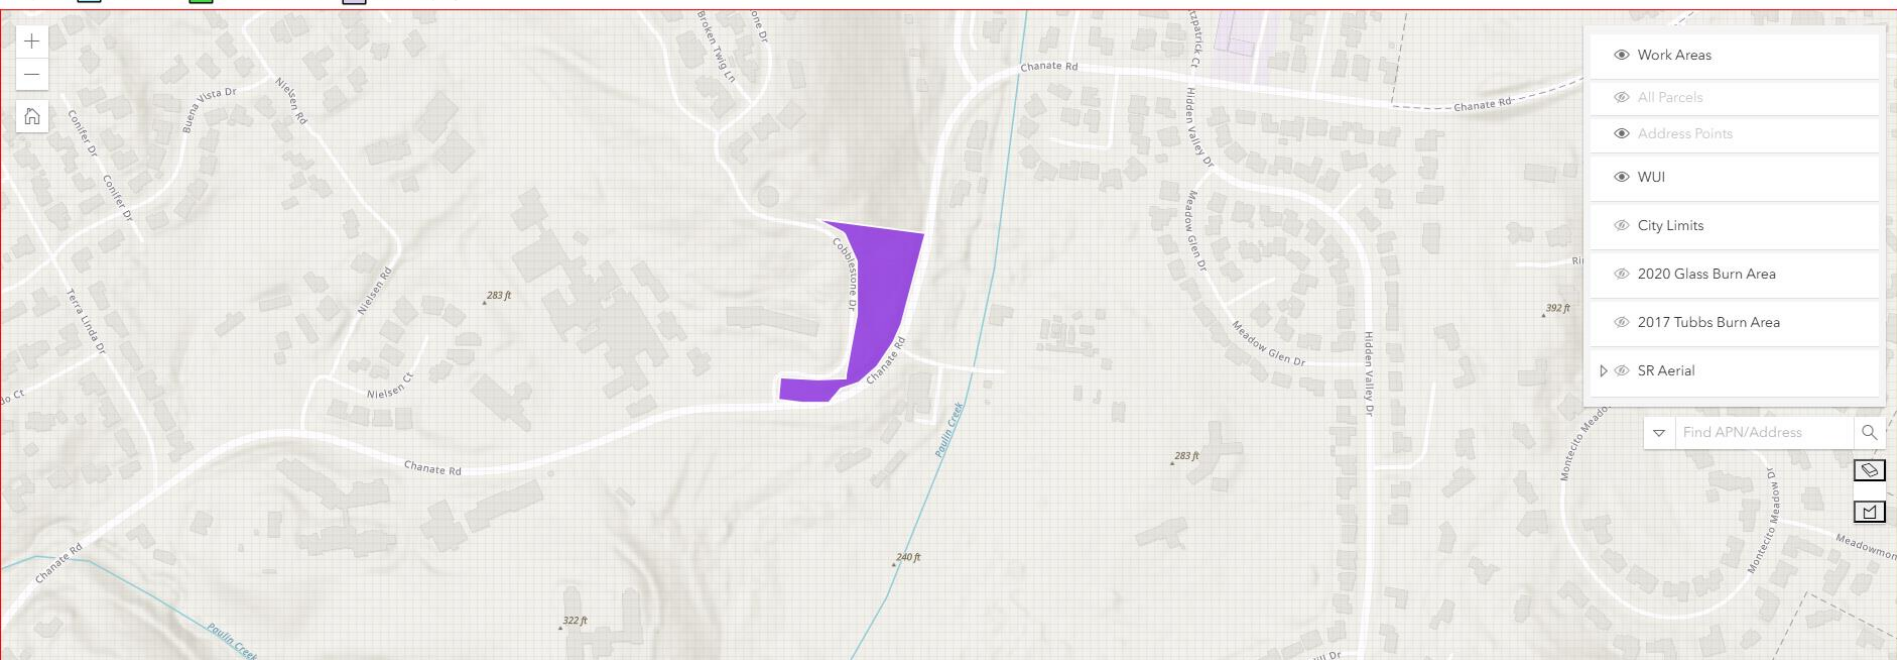 Broken Twig Ln
Chanate Rd
Hidden Valley Dr
Chanate Rd
Work Areas
All Parcels
Address Points
WUI
City Limits
2020 Glass Burn Area
2017 Tubbs Burn Area
SR Aerial
Find APN/Address
Buena Vista Dr
Nielsen Rd
Conifer Dr
Conifer Dr
Terra Linda Dr
Nielsen Rd
Nielsen Ct
283 ft
Cobblestone Dr
Chanate Rd
Meadow Glen Dr
Meadow Glen Dr
Hidden Valley Dr
392 ft
Chanate Rd
Paulin Creek
283 ft
Montecito Meadow
Montecito Meadow Dr
Chanate Rd
240 ft
322 ft
Paulin Creek